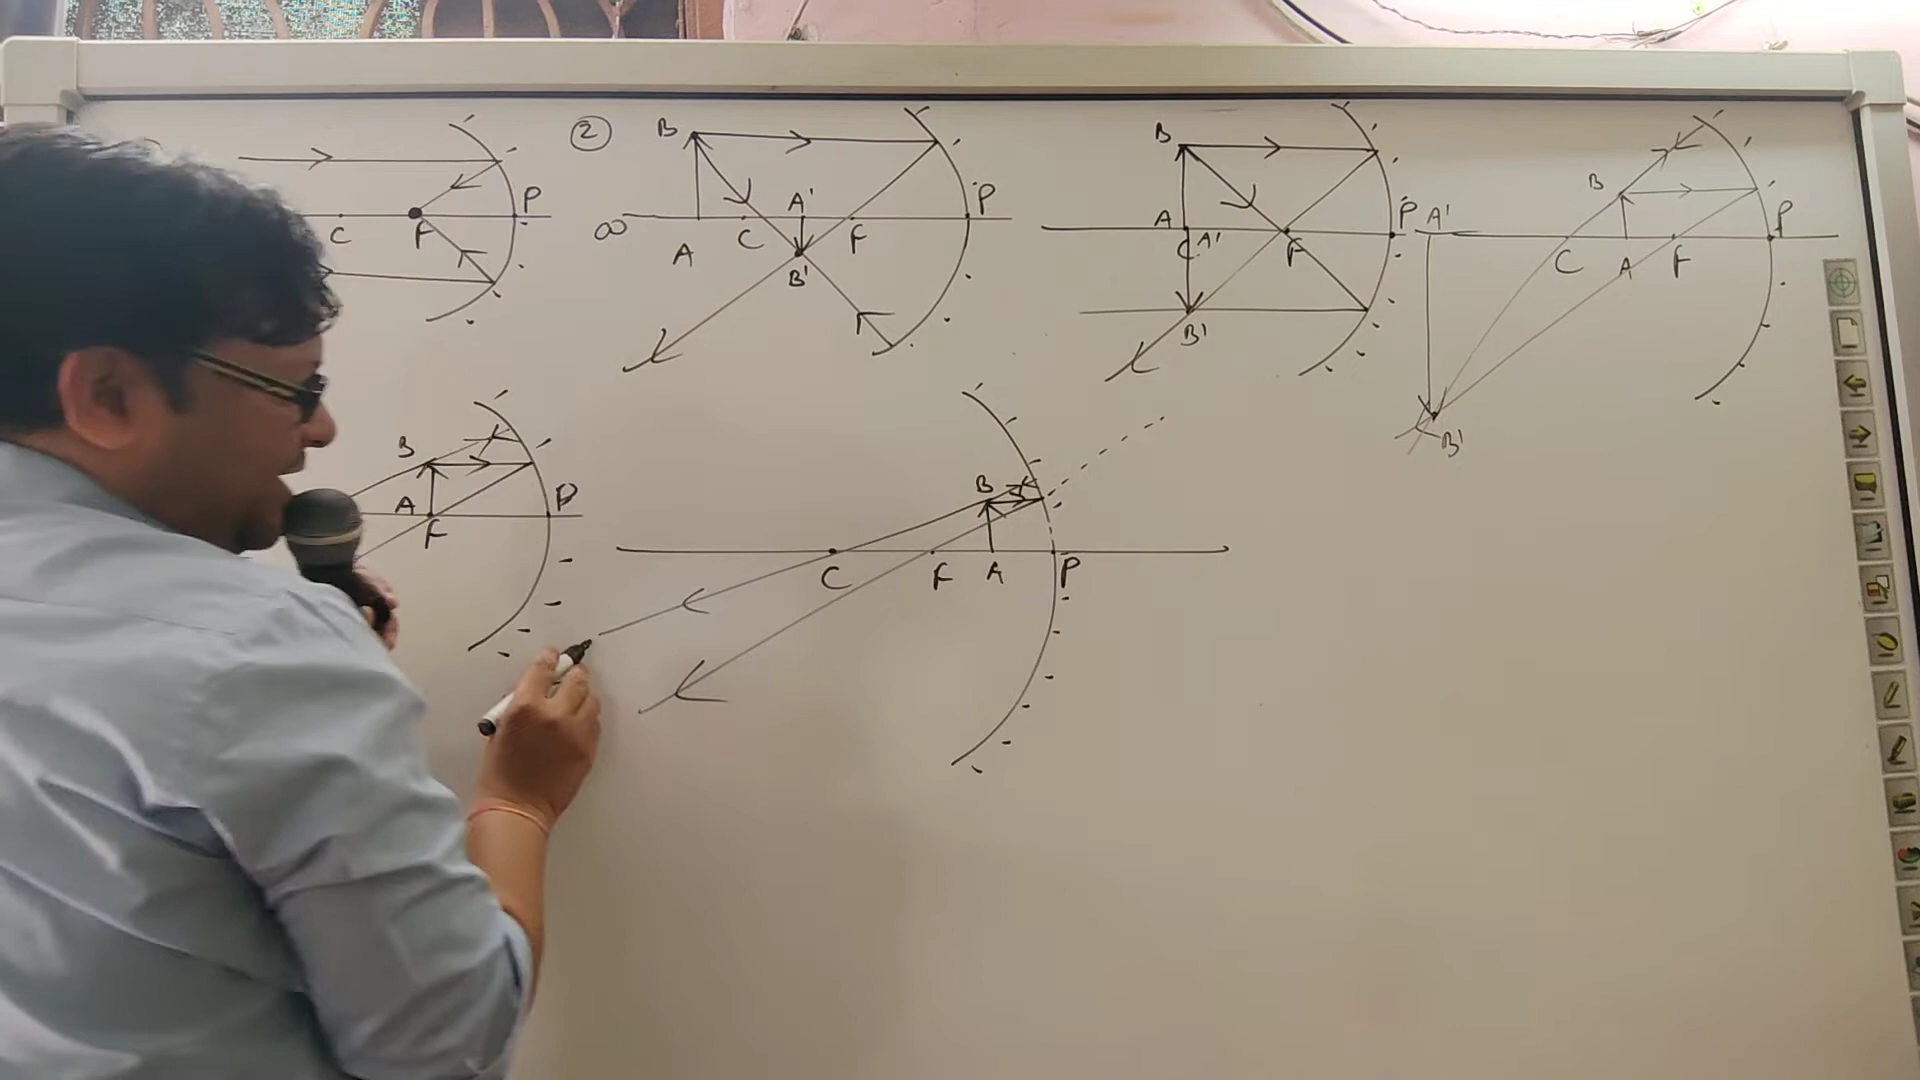 C F P
② B A C A' B' F P
∞
B A C A' B' F P
A' B' B C A F P
B A F P
B C F A P